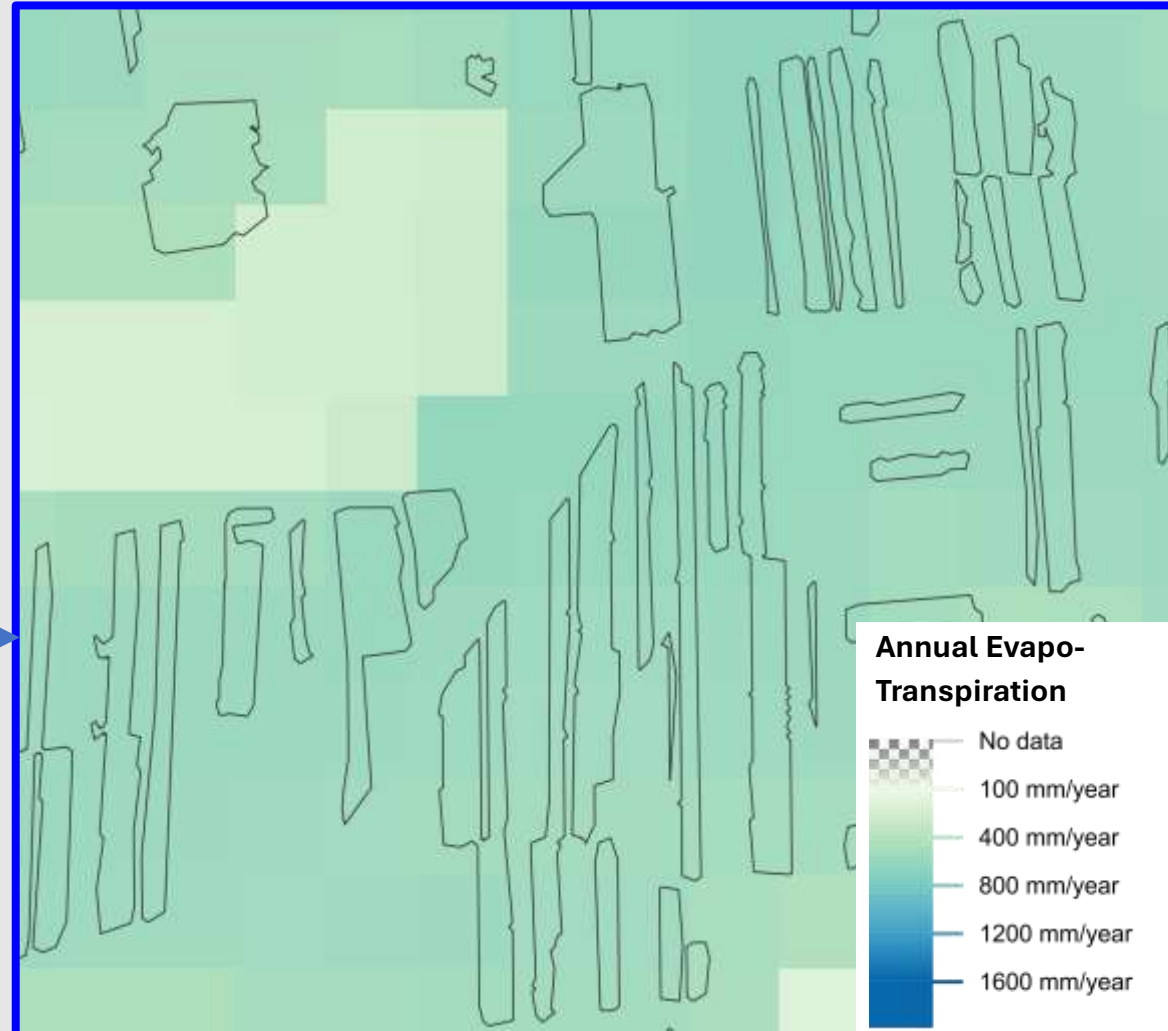 Annual Evapo-
Transpiration
No data
100 mm/year
400 mm/year
800 mm/year
1200 mm/year
1600 mm/year